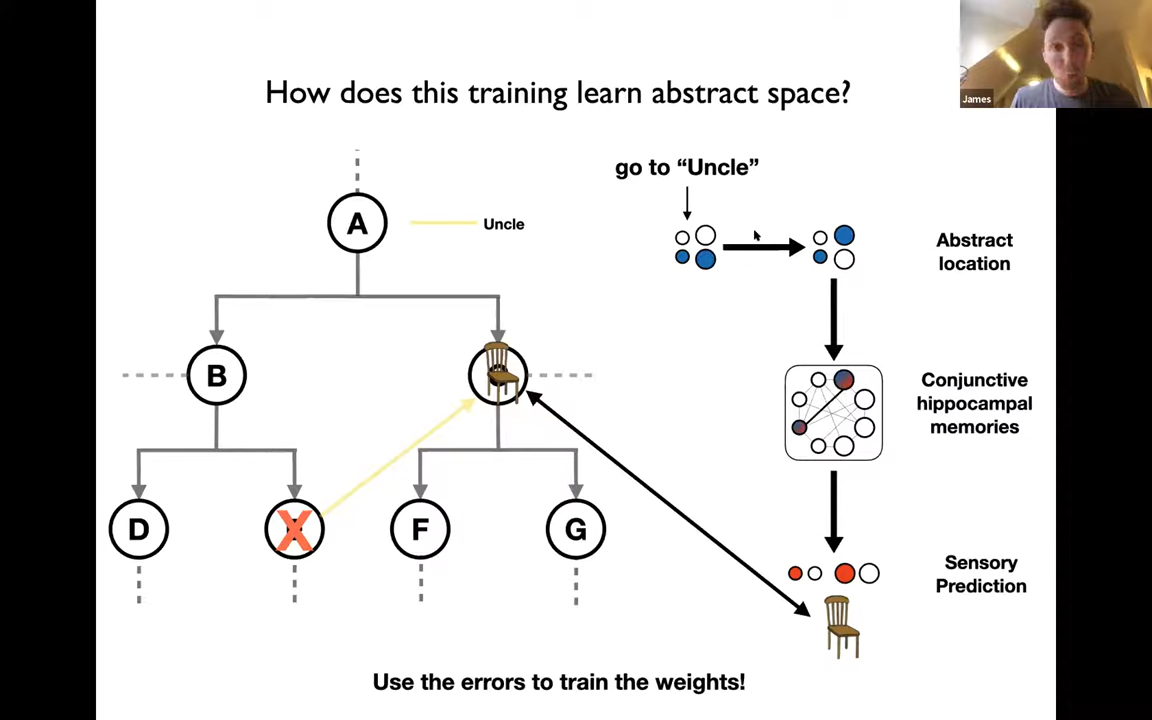 James
How does this training learn abstract space?
go to “Uncle”
A
Uncle
Abstract
location
B
Conjunctive
hippocampal
memories
D
X
F
G
Sensory
Prediction
Use the errors to train the weights!